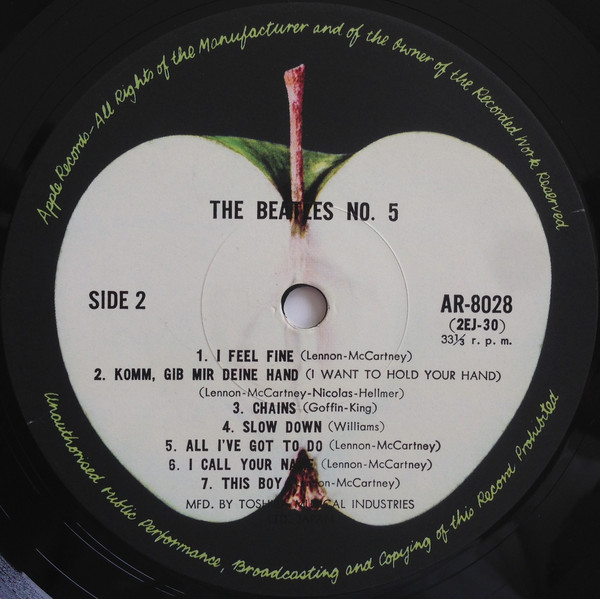 Apple Records-All Rights of the Manufacturer and of the Owner of the Recorded Work Reserved
THE BEATLES NO. 5
SIDE 2
AR-8028
(2EJ-30)
33⅓ r. p. m.
1. I FEEL FINE (Lennon-McCartney)
2. KOMM, GIB MIR DEINE HAND (I WANT TO HOLD YOUR HAND)
(Lennon-McCartney-Nicolas-Hellmer)
3. CHAINS (Goffin-King)
4. SLOW DOWN (Williams)
5. ALL I'VE GOT TO DO (Lennon-McCartney)
6. I CALL YOUR NAME (Lennon-McCartney)
7. THIS BOY (Lennon-McCartney)
MFD. BY INDUSTRIES
Unauthorised Public Performance, Broadcasting and Copying of this Record Prohibited